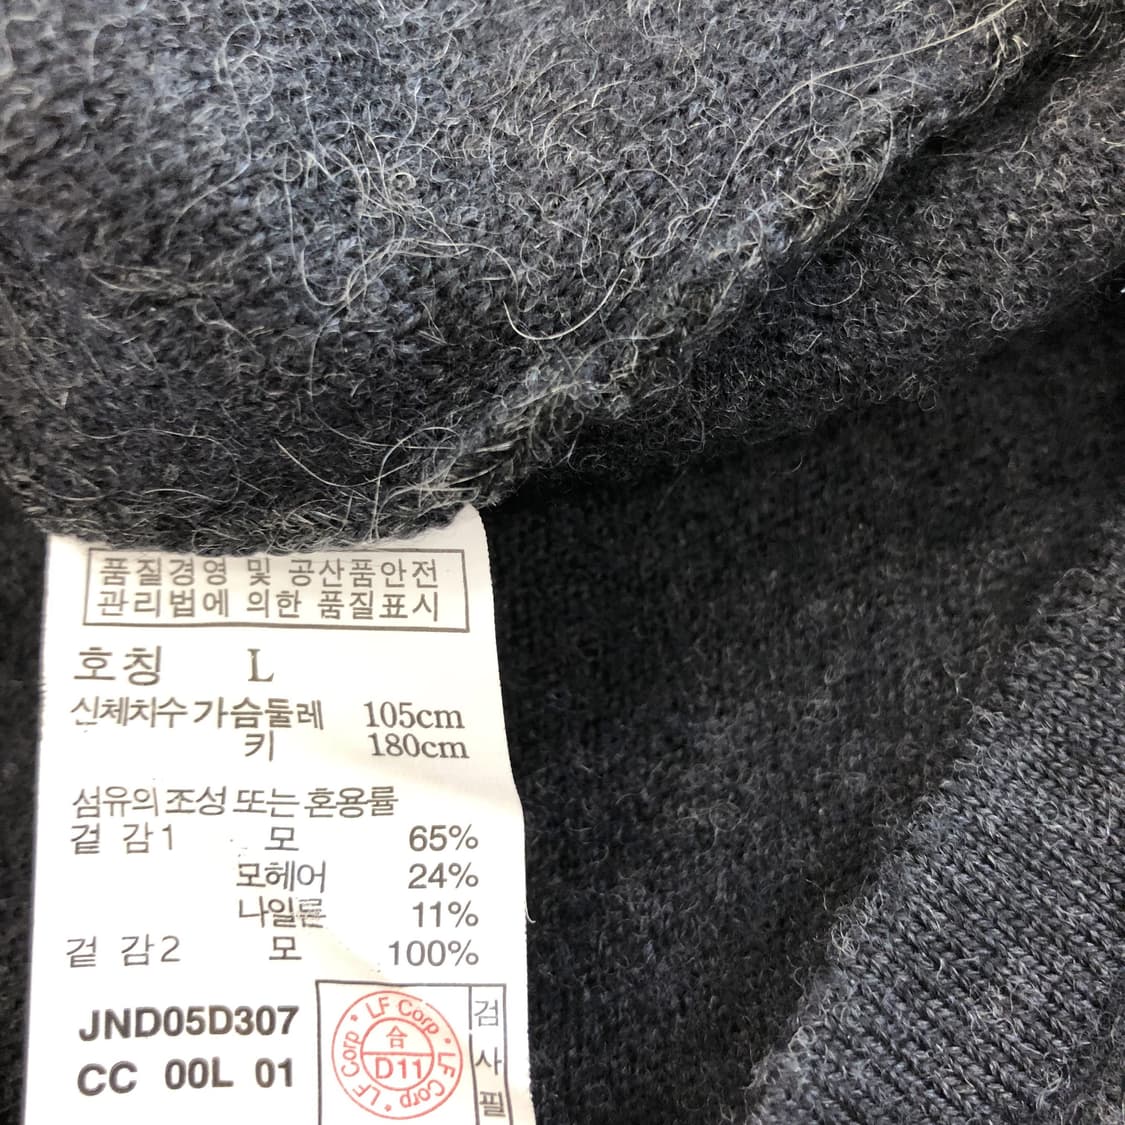 품질경영 및 공산품안전
관리법에 의한 품질표시
호칭 L
신체치수 가슴둘레 105cm
키 180cm
섬유의 조성 또는 혼용률
겉 감1 모 65%
모헤어 24%
나일론 11%
겉 감2 모 100%
JND05D307
CC 00L 01
LF Corp * LF Corp * LF Corp *
合
D11
검
사
필